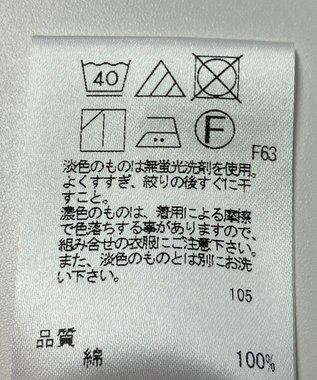 40
F
F63
淡色のものは無蛍光洗剤を使用。
よくすすぎ、絞りの後すぐに干
すこと。
濃色のものは、着用による摩擦
で色落ちする事がありますので、
組み合せの衣服にご注意下さい。
また、淡色のものとは別にお洗
い下さい。
105
品質
綿 100%